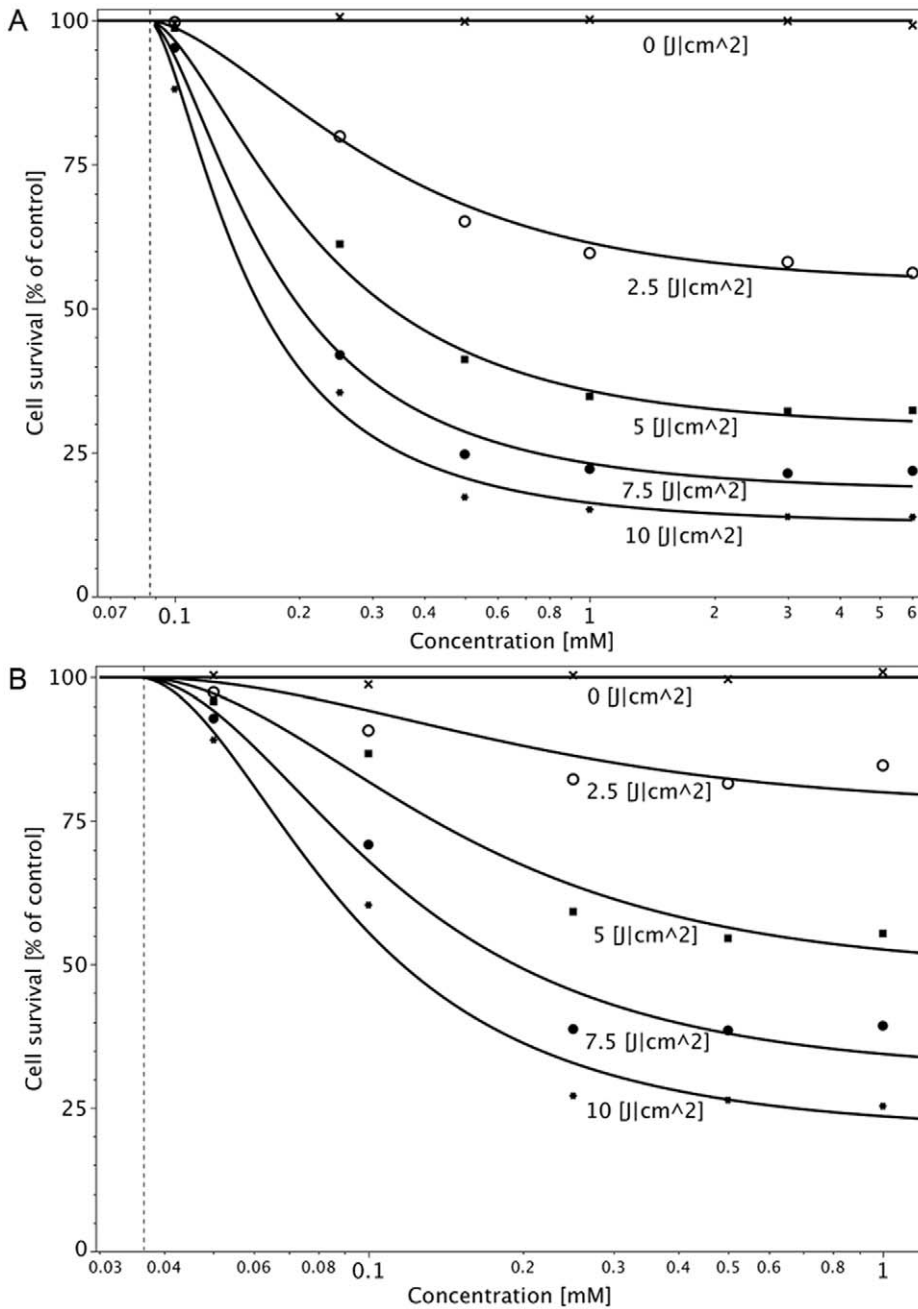 A
100
75
50
25
0
Cell survival [% of control]
0 [J|cm^2]
2.5 [J|cm^2]
5 [J|cm^2]
7.5 [J|cm^2]
10 [J|cm^2]
0.07 0.1 0.2 0.3 0.4 0.6 0.8 1 2 3 4 5 6
Concentration [mM]
B
100
75
50
25
0
Cell survival [% of control]
0 [J|cm^2]
2.5 [J|cm^2]
5 [J|cm^2]
7.5 [J|cm^2]
10 [J|cm^2]
0.03 0.04 0.06 0.08 0.1 0.2 0.3 0.4 0.5 0.6 0.8 1
Concentration [mM]